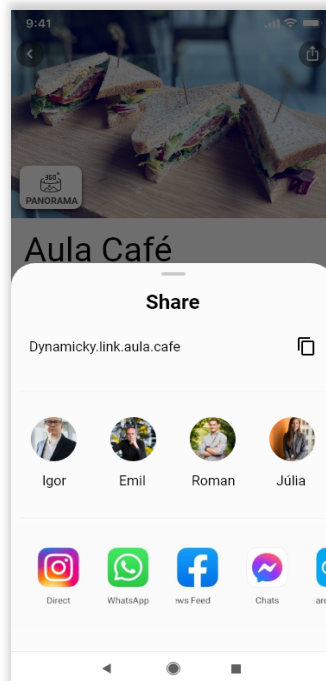 9:41
360°
PANORAMA
Aula Café
Share
Dynamicky.link.aula.cafe
Igor Emil Roman Júlia
Direct WhatsApp ews Feed Chats are